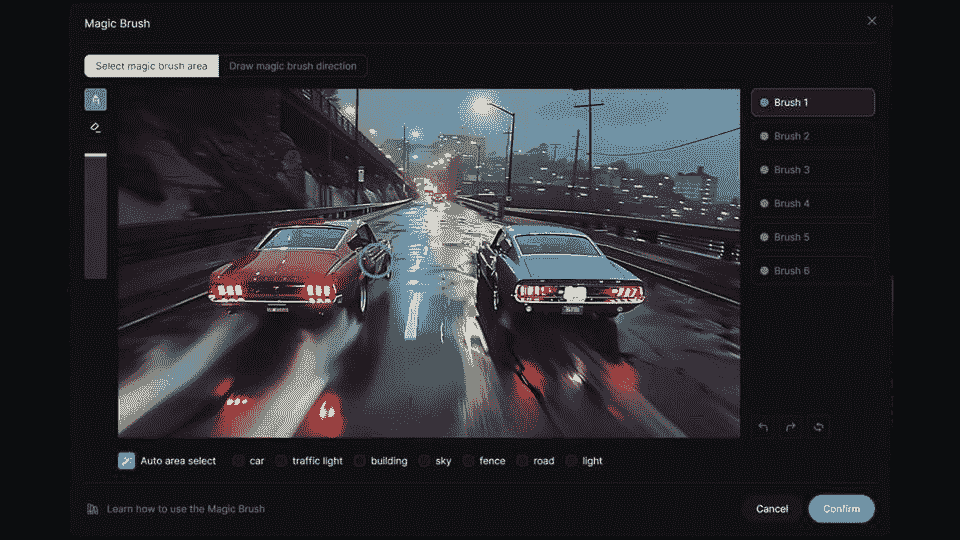 Magic Brush
Select magic brush area
Draw magic brush direction
Brush 1
Brush 2
Brush 3
Brush 4
Brush 5
Brush 6
Auto area select
car
traffic light
building
sky
fence
road
light
Learn how to use the Magic Brush
Cancel
Confirm